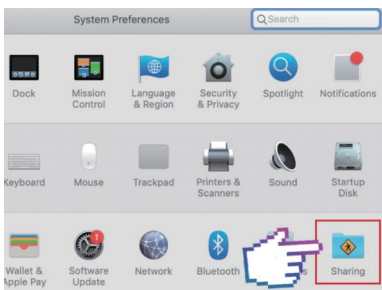 System Preferences
Search
Dock
Mission Control
Language & Region
Security & Privacy
Spotlight
Notifications
Keyboard
Mouse
Trackpad
Printers & Scanners
Sound
Startup Disk
Wallet & Apple Pay
Software Update
1
Network
Bluetooth
Sharing